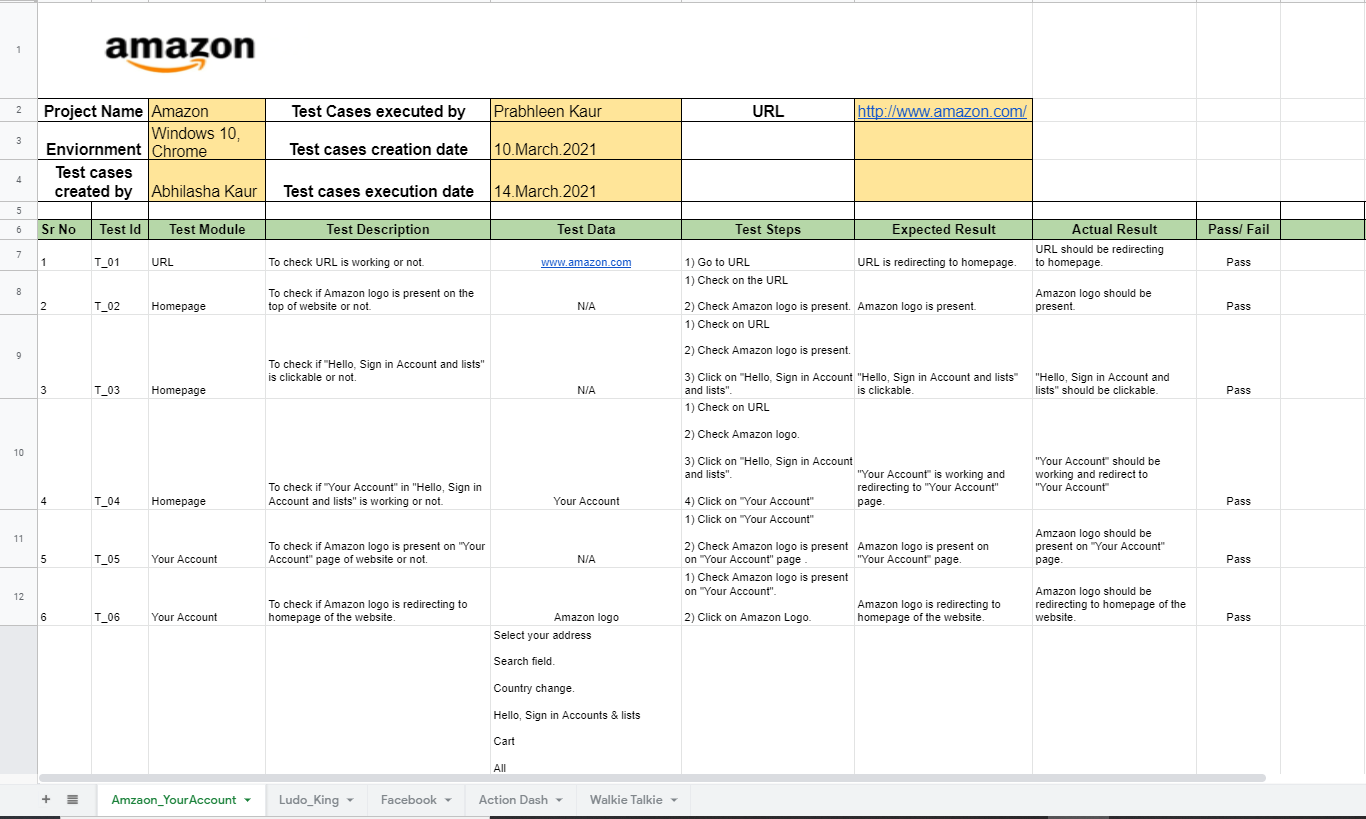 1
amazon
2
Project Name Amazon Test Cases executed by Prabhleen Kaur URL http://www.amazon.com/
3
Enviornment
Windows 10,
Chrome
Test cases creation date
10.March.2021
4
Test cases
created by
Abhilasha Kaur
Test cases execution date
14.March.2021
5
6
Sr No Test Id Test Module Test Description Test Data Test Steps Expected Result Actual Result Pass/ Fail
7
1
T_01
URL
To check URL is working or not.
www.amazon.com
1) Go to URL
URL is redirecting to homepage.
URL should be redirecting
to homepage.
Pass
8
2
T_02
Homepage
To check if Amazon logo is present on the
top of website or not.
N/A
1) Check on the URL
2) Check Amazon logo is present.
Amazon logo is present.
Amazon logo should be
present.
Pass
9
3
T_03
Homepage
To check if "Hello, Sign in Account and lists"
is clickable or not.
N/A
1) Check on URL
2) Check Amazon logo is present.
3) Click on "Hello, Sign in Account
and lists".
"Hello, Sign in Account and lists"
is clickable.
"Hello, Sign in Account and
lists" should be clickable.
Pass
10
4
T_04
Homepage
To check if "Your Account" in "Hello, Sign in
Account and lists" is working or not.
Your Account
1) Check on URL
2) Check Amazon logo.
3) Click on "Hello, Sign in Account
and lists".
4) Click on "Your Account"
"Your Account" is working and
redirecting to "Your Account"
page.
"Your Account" should be
working and redirect to
"Your Account"
Pass
11
5
T_05
Your Account
To check if Amazon logo is present on "Your
Account" page of website or not.
N/A
1) Click on "Your Account"
2) Check Amazon logo is present
on "Your Account" page .
Amazon logo is present on
"Your Account" page.
Amzaon logo should be
present on "Your Account"
page.
Pass
12
6
T_06
Your Account
To check if Amazon logo is redirecting to
homepage of the website.
Amazon logo
1) Check Amazon logo is present
on "Your Account".
2) Click on Amazon Logo.
Amazon logo is redirecting to
homepage of the website.
Amazon logo should be
redirecting to homepage of the
website.
Pass
Select your address
Search field.
Country change.
Hello, Sign in Accounts & lists
Cart
All
Amzaon_YourAccount Ludo_King Facebook Action Dash Walkie Talkie